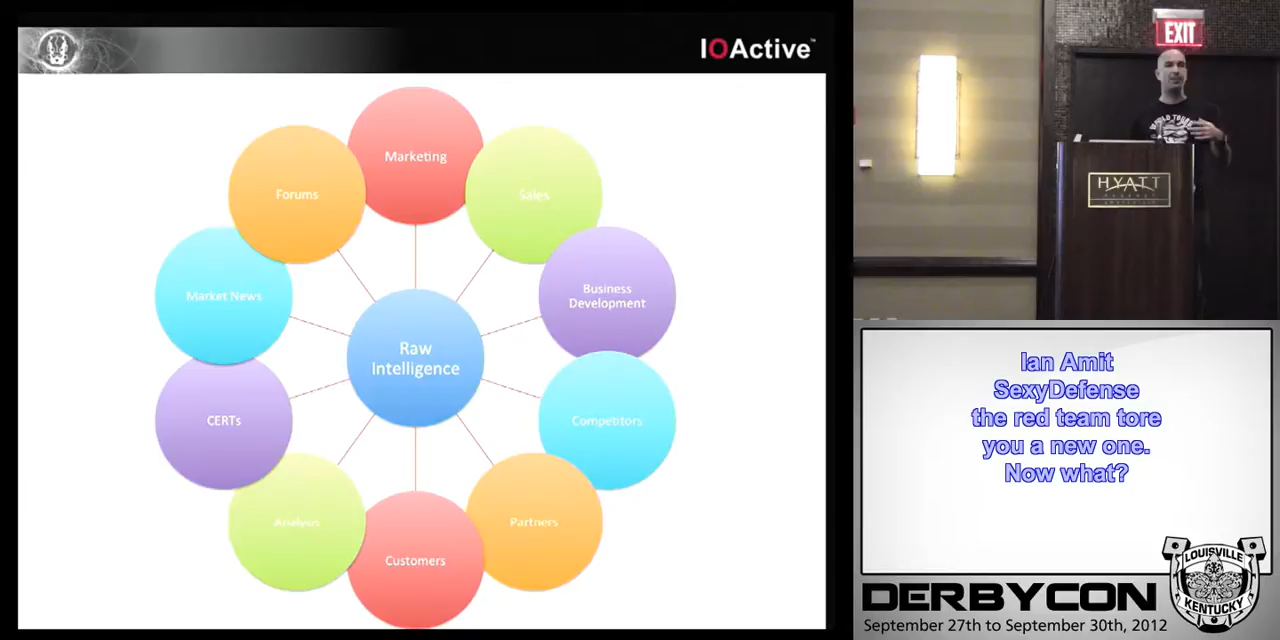 IOActive™
Marketing
Forums
Sales
Market News
Business
Development
Raw
Intelligence
CERTs
Competitors
Analysts
Partners
Customers
EXIT
HYATT
Ian Amit
SexyDefense
the red team tore
you a new one.
Now what?
LOUISVILLE
KENTUCKY
DERBYCON
September 27th to September 30th, 2012